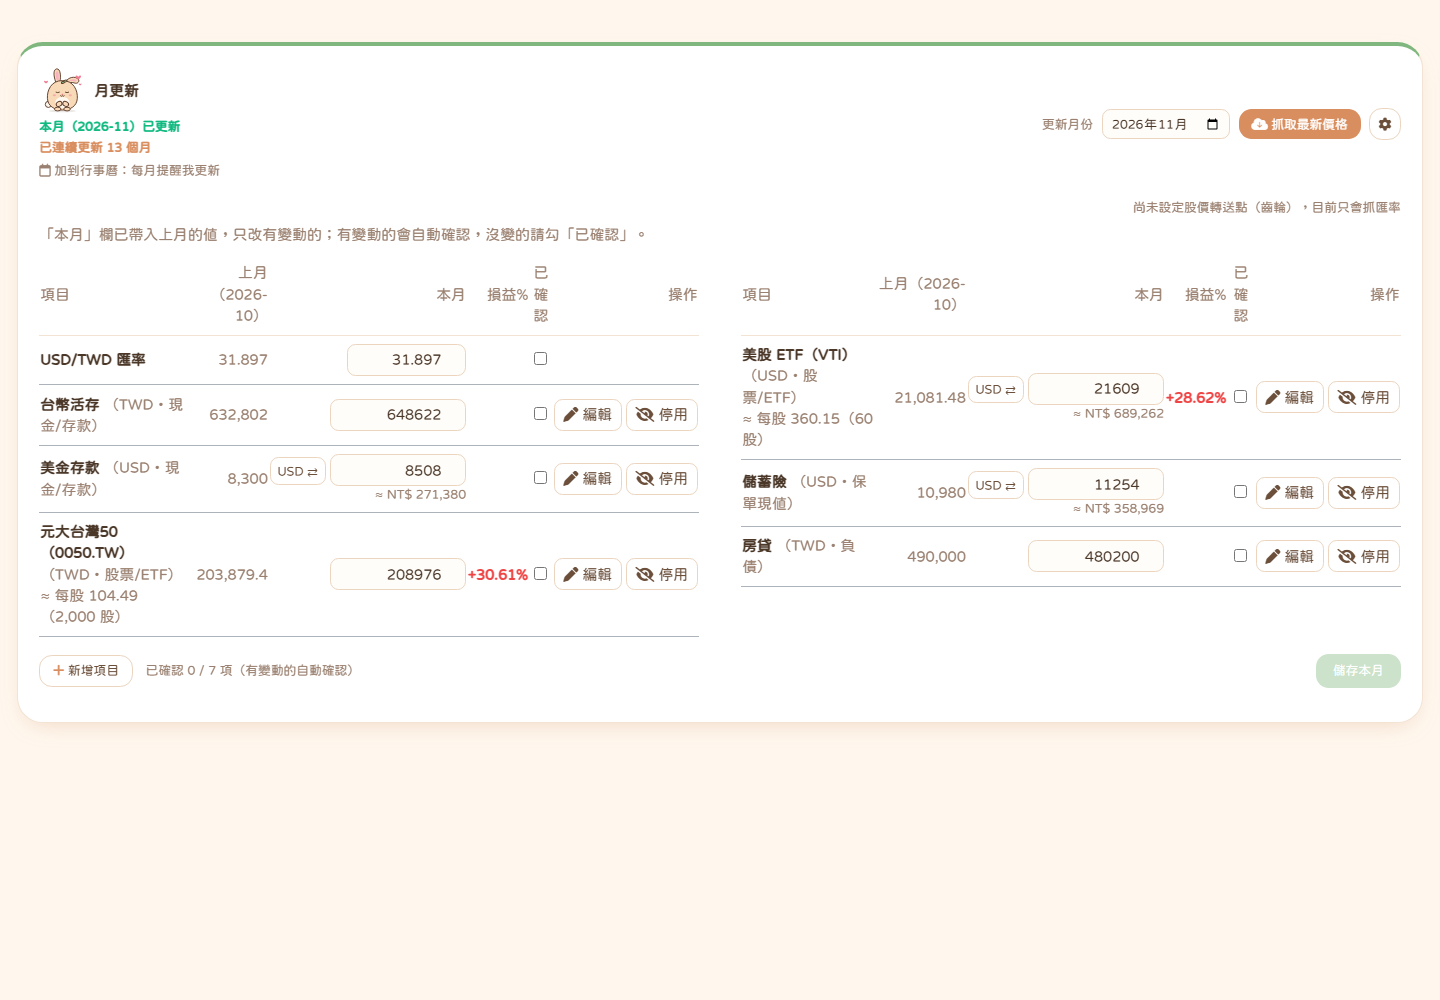 月更新
本月（2026-11）已更新
已連續更新 13 個月
加到行事曆：每月提醒我更新
更新月份
2026年11月
抓取最新價格
尚未設定股價轉送點（齒輪），目前只會抓匯率
「本月」欄已帶入上月的值，只改有變動的；有變動的會自動確認，沒變的請勾「已確認」。
項目
上月
（2026-
10）
本月
損益%
已
確
認
操作
USD/TWD 匯率
31.897
31.897
台幣活存 （TWD・現
金/存款）
632,802
648622
編輯
停用
美金存款 （USD・現
金/存款）
8,300
USD ⇄
8508
≈ NT$ 271,380
編輯
停用
元大台灣50
（0050.TW）
（TWD・股票/ETF）
≈ 每股 104.49
（2,000 股）
203,879.4
208976
+30.61%
編輯
停用
項目
上月（2026-
10）
本月
損益%
已
確
認
操作
美股 ETF（VTI）
（USD・股
票/ETF）
≈ 每股 360.15（60
股）
21,081.48
USD ⇄
21609
≈ NT$ 689,262
+28.62%
編輯
停用
儲蓄險 （USD・保
單現值）
10,980
USD ⇄
11254
≈ NT$ 358,969
編輯
停用
房貸 （TWD・負
債）
490,000
480200
編輯
停用
新增項目
已確認 0 / 7 項（有變動的自動確認）
儲存本月